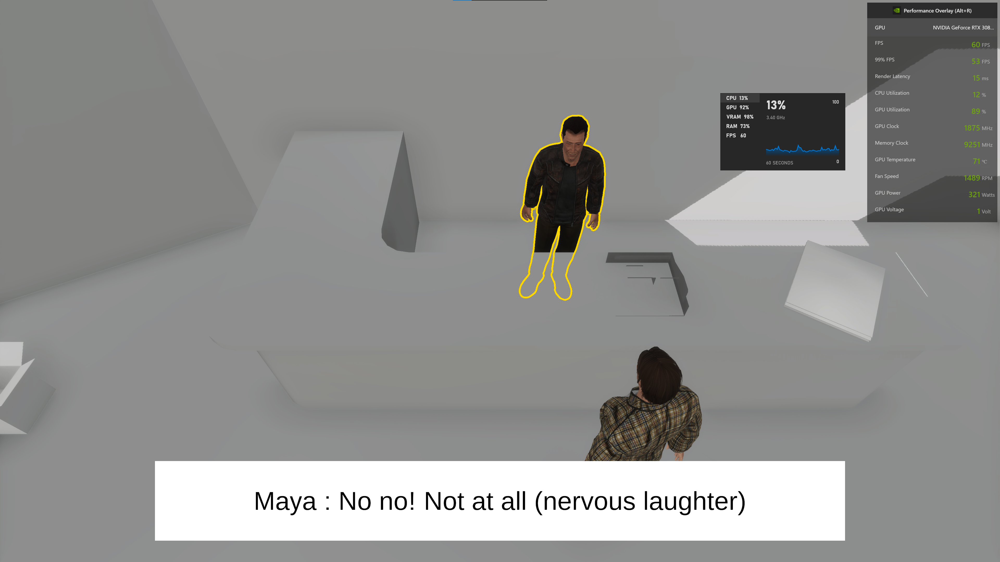 Performance Overlay (Alt+R)
GPU NVIDIA GeForce RTX 308...
FPS 60 FPS
99% FPS 53 FPS
Render Latency 15 ms
CPU Utilization 12 %
GPU Utilization 89 %
GPU Clock 1875 MHz
Memory Clock 9251 MHz
GPU Temperature 71 °C
Fan Speed 1489 RPM
GPU Power 321 Watts
GPU Voltage 1 Volt
CPU 13%
GPU 92%
VRAM 98%
RAM 73%
FPS 60
13% 100
3.40 GHz
60 SECONDS 0
Maya : No no! Not at all (nervous laughter)